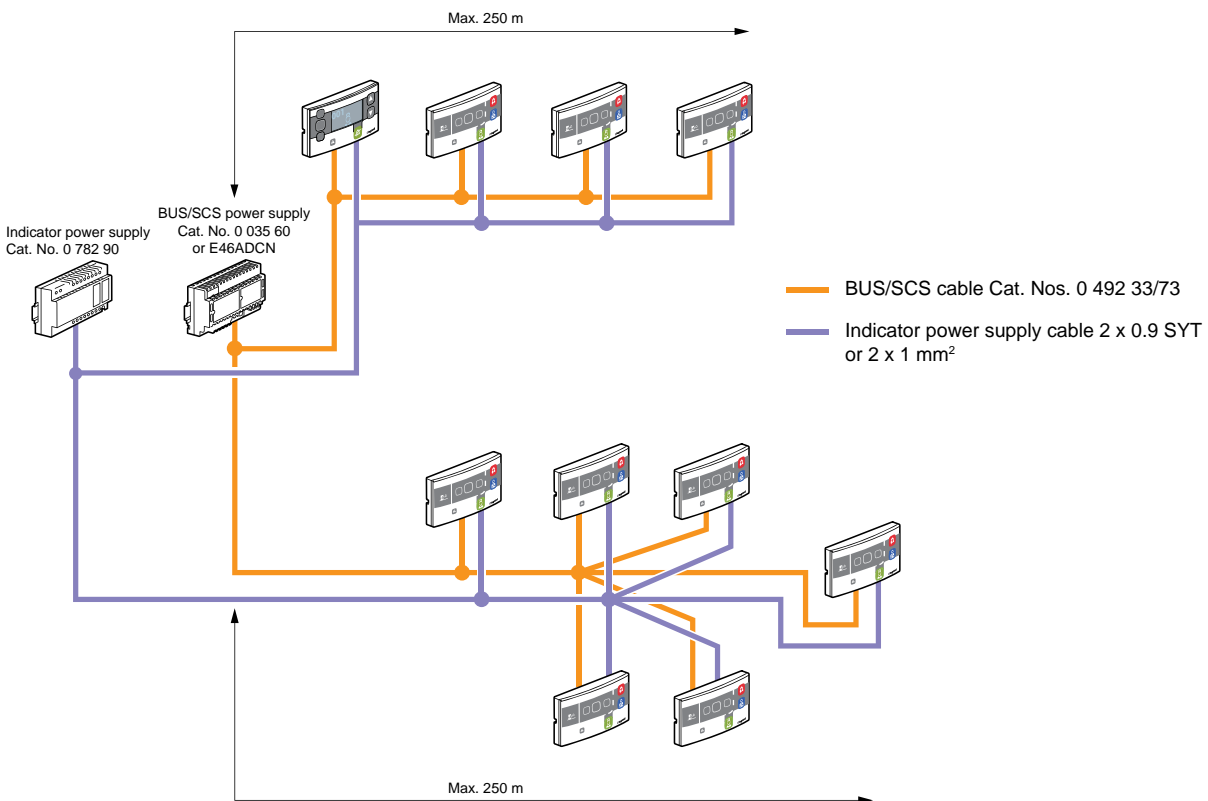 Max. 250 m
BUS/SCS power supply
Cat. No. 0 035 60
or E46ADCN
Indicator power supply
Cat. No. 0 782 90
BUS/SCS cable Cat. Nos. 0 492 33/73
Indicator power supply cable 2 x 0.9 SYT
or 2 x 1 mm²
Max. 250 m